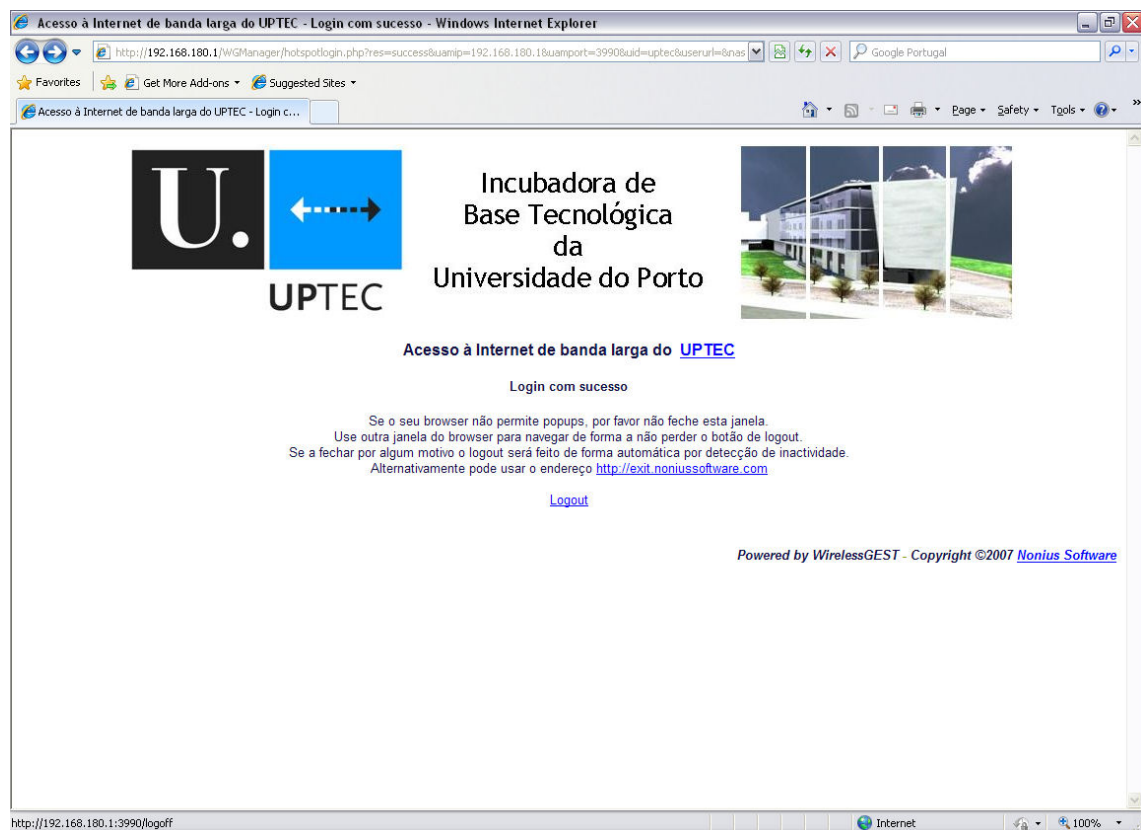 Acesso à Internet de banda larga do UPTEC - Login com sucesso - Windows Internet Explorer
http://192.168.180.1/WGManager/hotspotlogin.php?res=success&uamip=192.168.180.1&uamport=3990&uid=uptec&userurl=&nas
Google Portugal
Favorites
Get More Add-ons
Suggested Sites
Acesso à Internet de banda larga do UPTEC - Login c...
Page
Safety
Tools
»
U.
UPTEC
Incubadora de
Base Tecnológica
da
Universidade do Porto
Acesso à Internet de banda larga do UPTEC
Login com sucesso
Se o seu browser não permite popups, por favor não feche esta janela.
Use outra janela do browser para navegar de forma a não perder o botão de logout.
Se a fechar por algum motivo o logout será feito de forma automática por detecção de inactividade.
Alternativamente pode usar o endereço http://exit.noniussoftware.com
Logout
Powered by WirelessGEST - Copyright ©2007 Nonius Software
http://192.168.180.1:3990/logoff
Internet
100%